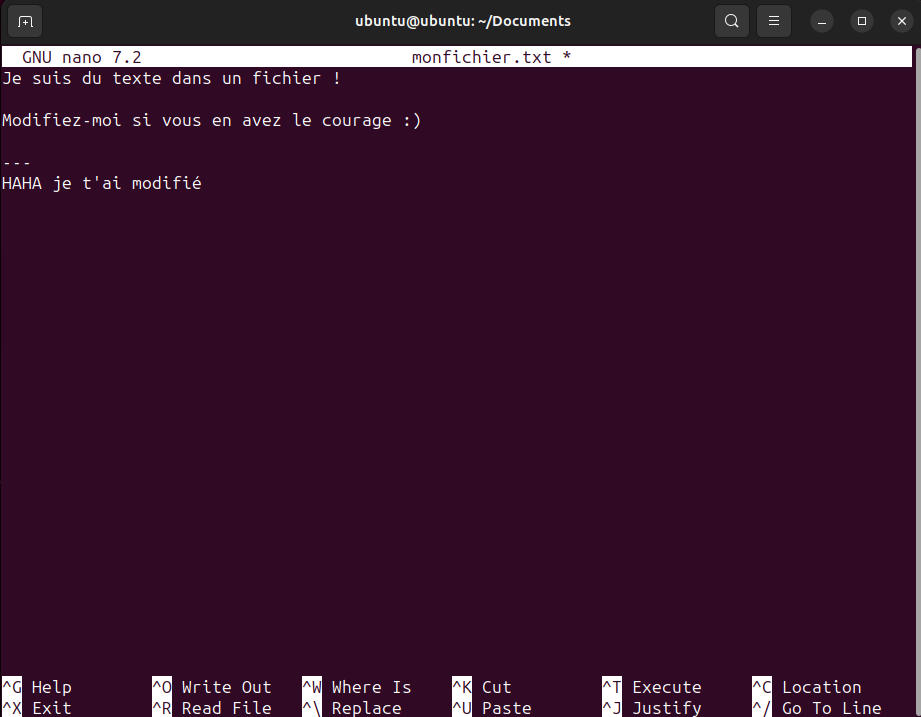 ubuntu@ubuntu: ~/Documents
GNU nano 7.2 monfichier.txt *
Je suis du texte dans un fichier !
Modifiez-moi si vous en avez le courage :)
---
HAHA je t'ai modifié
^G Help ^O Write Out ^W Where Is ^K Cut ^T Execute ^C Location
^X Exit ^R Read File ^\ Replace ^U Paste ^J Justify ^/ Go To Line